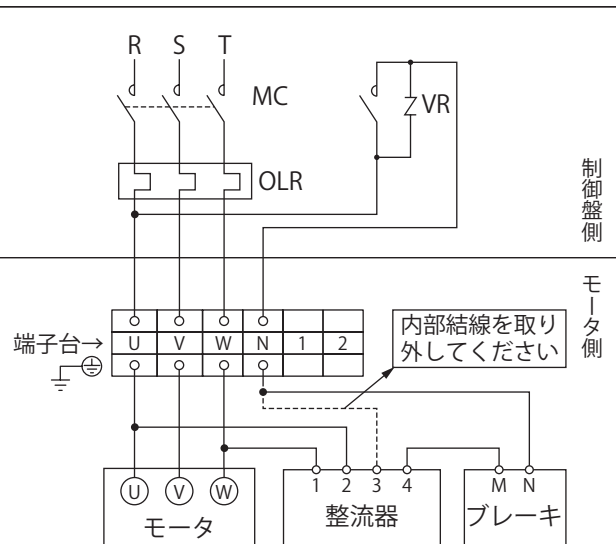 R S T
MC
VR
OLR
制御盤側
モータ側
端子台→
U V W N 1 2
内部結線を取り
外してください
1 2 3 4
M N
U V W
モータ
整流器
ブレーキ